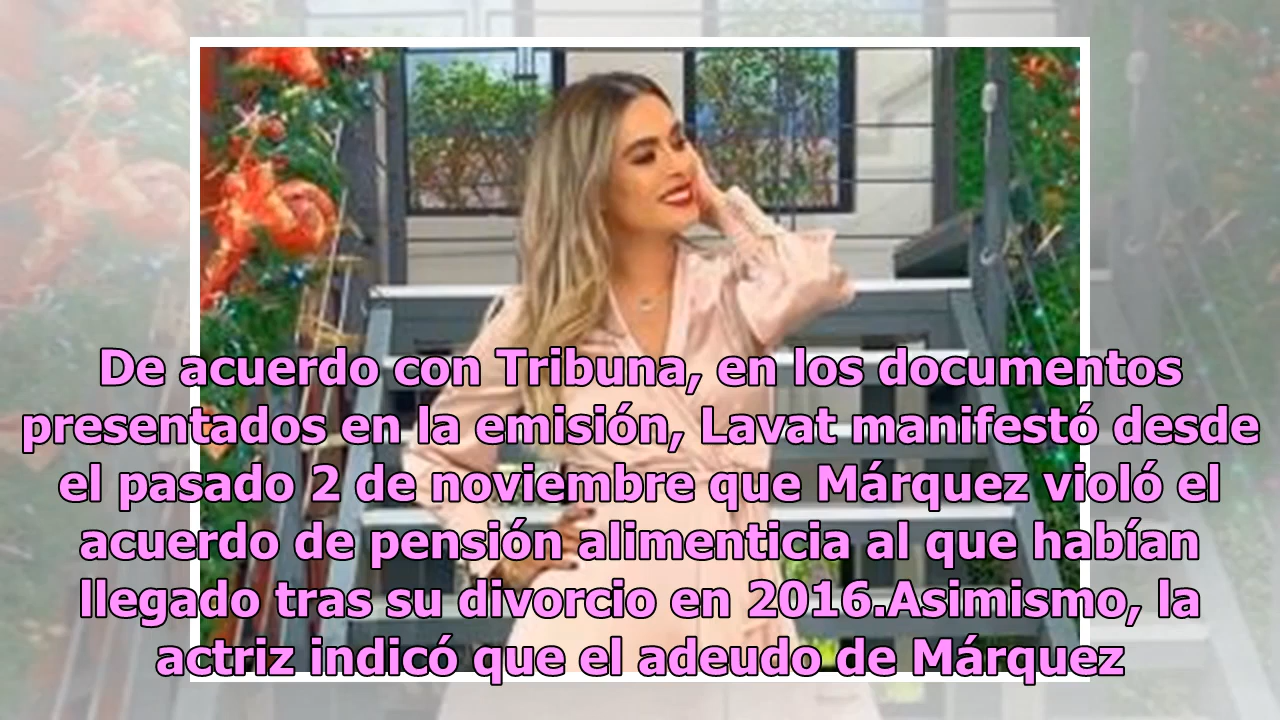 De acuerdo con Tribuna, en los documentos
presentados en la emisión, Lavat manifestó desde
el pasado 2 de noviembre que Márquez violó el
acuerdo de pensión alimenticia al que habían
llegado tras su divorcio en 2016.Asimismo, la
actriz indicó que el adeudo de Márquez